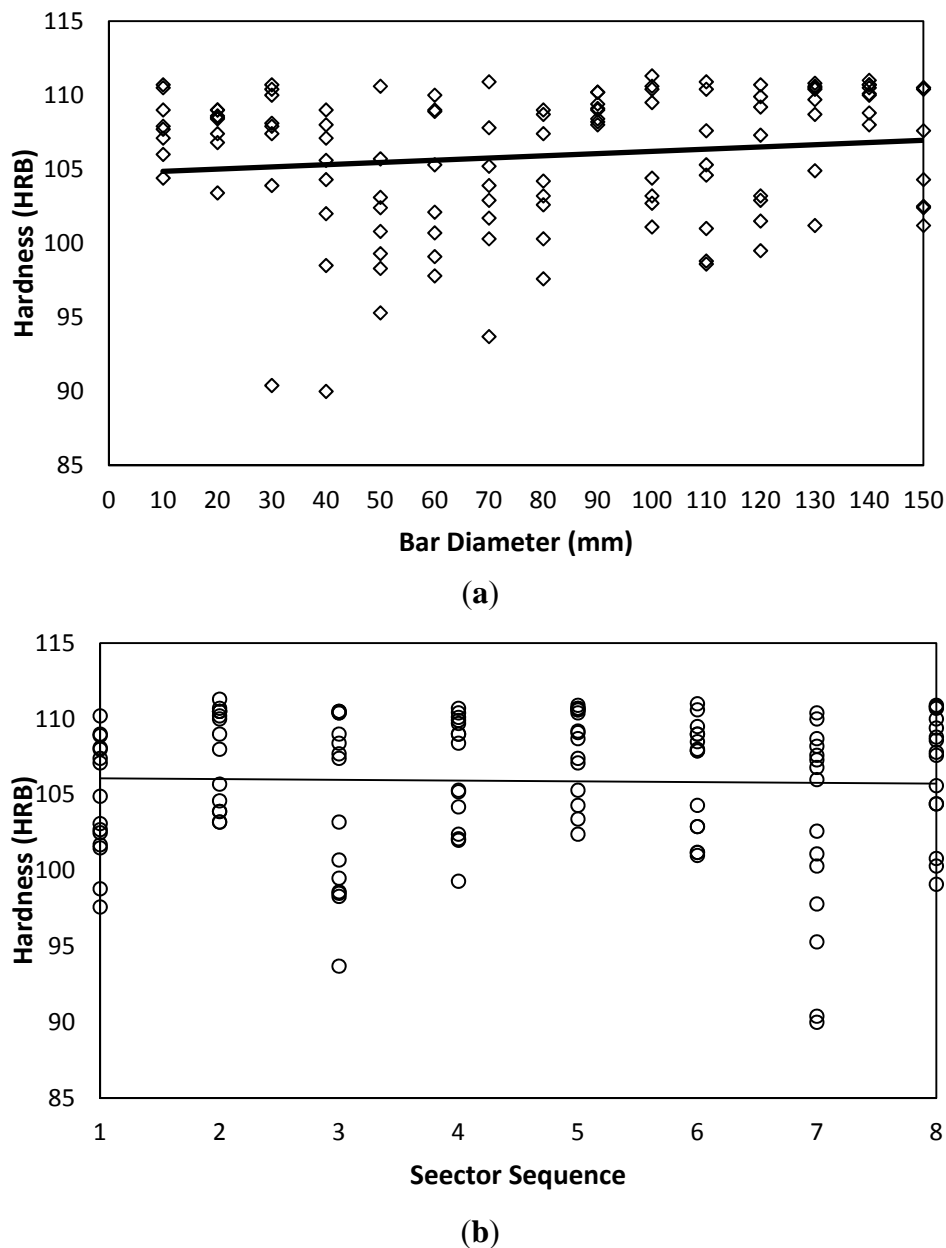 115
110
105
100
95
90
85
Hardness (HRB)
0 10 20 30 40 50 60 70 80 90 100 110 120 130 140 150
Bar Diameter (mm)
(a)
115
110
105
100
95
90
85
Hardness (HRB)
1 2 3 4 5 6 7 8
Seector Sequence
(b)